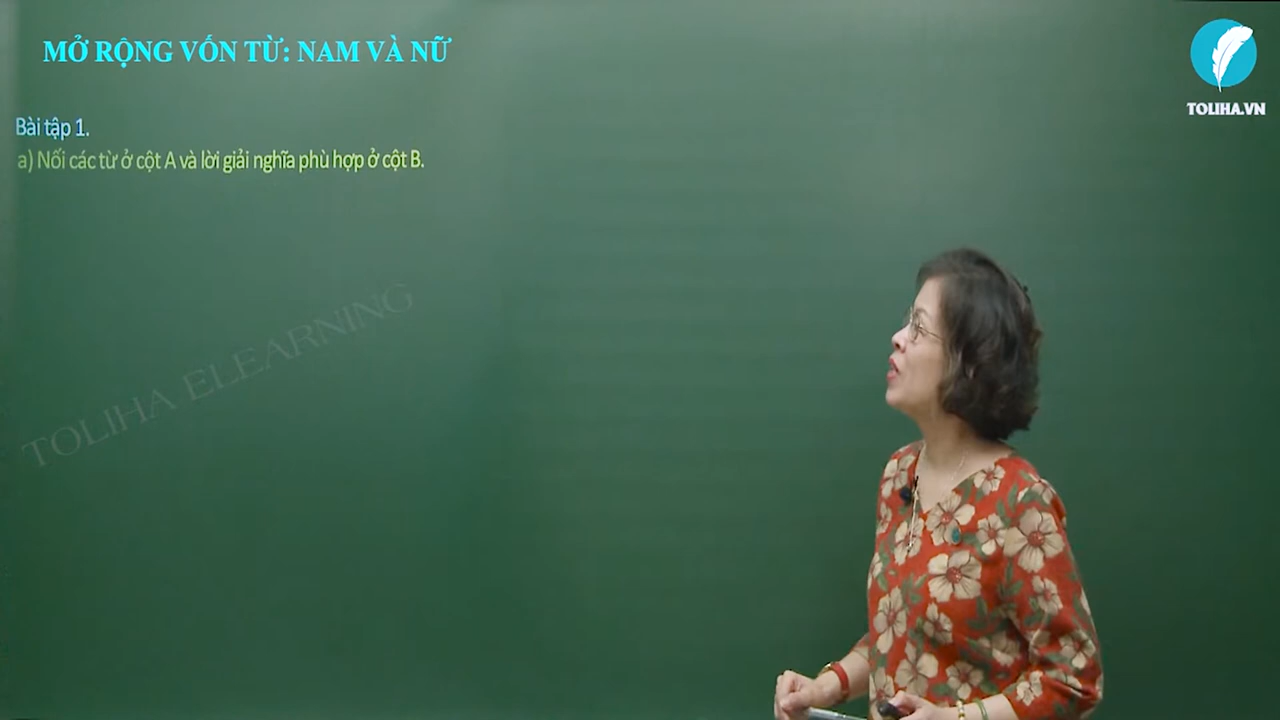 MỞ RỘNG VỐN TỪ: NAM VÀ NỮ
TOLIHA.VN
Bài tập 1.
a) Nối các từ ở cột A và lời giải nghĩa phù hợp ở cột B.
TOLIHA ELEARNING